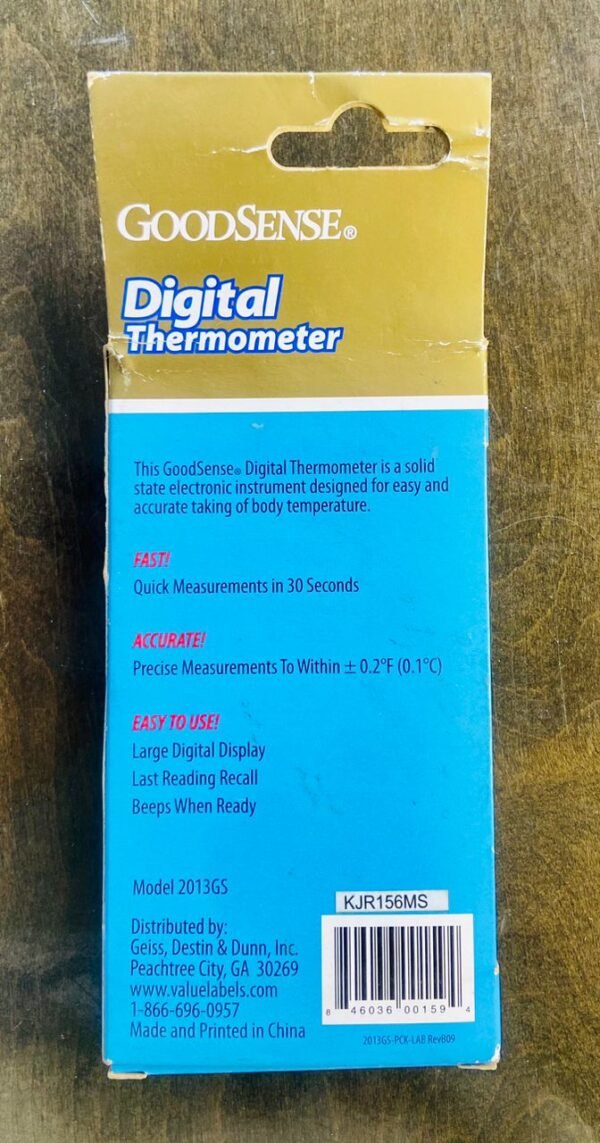 GOODSENSE®
Digital
Thermometer
This GoodSense® Digital Thermometer is a solid
state electronic instrument designed for easy and
accurate taking of body temperature.
FAST!
Quick Measurements in 30 Seconds
ACCURATE!
Precise Measurements To Within ± 0.2°F (0.1°C)
EASY TO USE!
Large Digital Display
Last Reading Recall
Beeps When Ready
Model 2013GS
Distributed by:
Geiss, Destin & Dunn, Inc.
Peachtree City, GA 30269
www.valuelabels.com
1-866-696-0957
Made and Printed in China
KJR156MS
8 46036 00159 4
2013GS-PCK-LAB RevB09